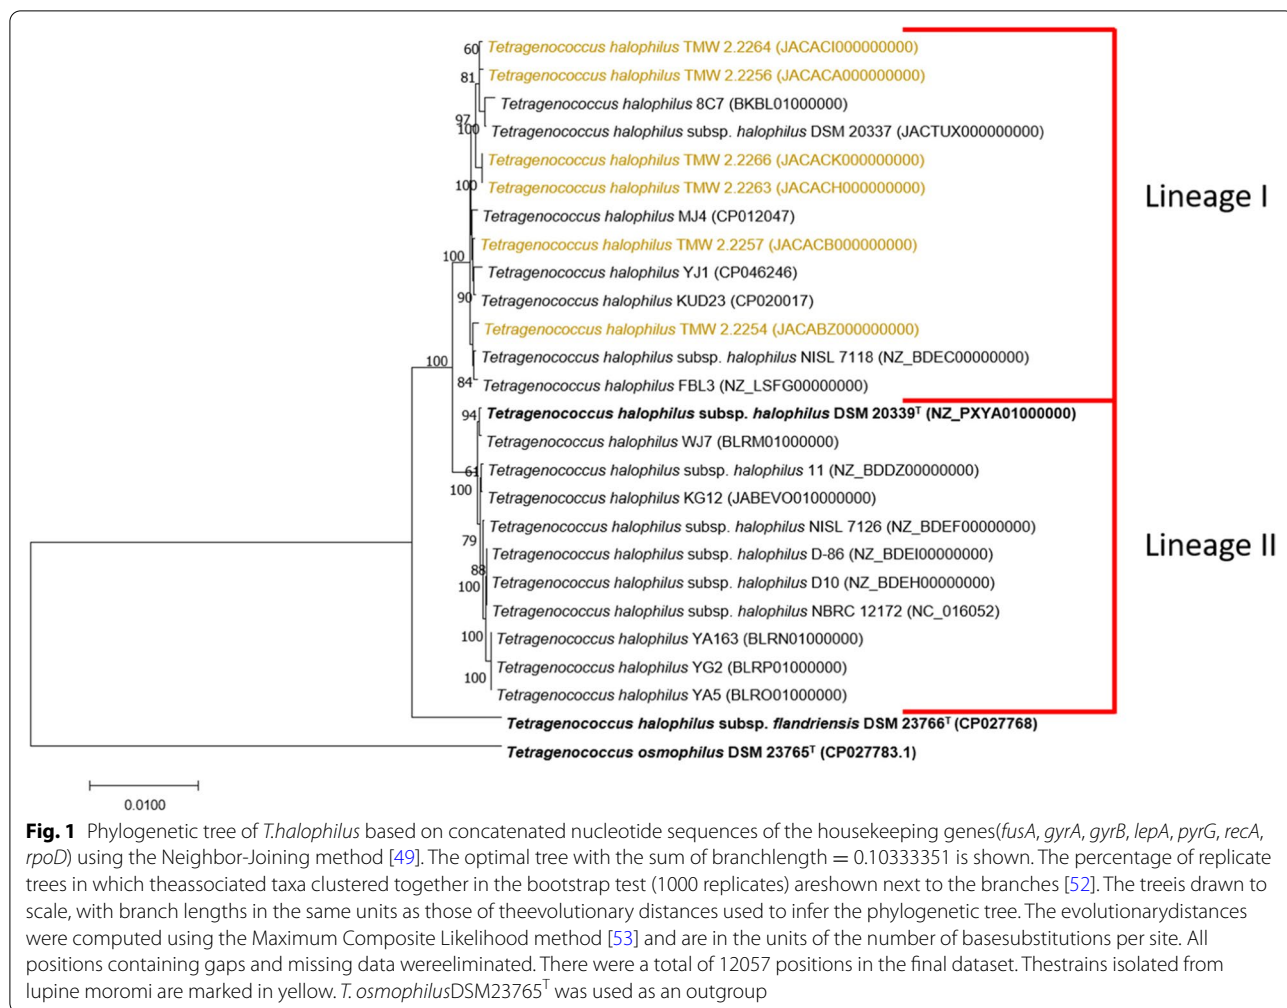 60
Tetragenococcus halophilus TMW 2.2264 (JACACI000000000)
81
Tetragenococcus halophilus TMW 2.2256 (JACACA000000000)
Tetragenococcus halophilus 8C7 (BKBL01000000)
97
100
Tetragenococcus halophilus subsp. halophilus DSM 20337 (JACTUX000000000)
Tetragenococcus halophilus TMW 2.2266 (JACACK000000000)
100
Tetragenococcus halophilus TMW 2.2263 (JACACH000000000)
Lineage I
Tetragenococcus halophilus MJ4 (CP012047)
Tetragenococcus halophilus TMW 2.2257 (JACACB000000000)
100
Tetragenococcus halophilus YJ1 (CP046246)
90
Tetragenococcus halophilus KUD23 (CP020017)
Tetragenococcus halophilus TMW 2.2254 (JACABZ000000000)
100
Tetragenococcus halophilus subsp. halophilus NISL 7118 (NZ_BDEC00000000)
84
Tetragenococcus halophilus FBL3 (NZ_LSFG00000000)
94
Tetragenococcus halophilus subsp. halophilus DSM 20339ᵀ (NZ_PXYA01000000)
Tetragenococcus halophilus WJ7 (BLRM01000000)
61
Tetragenococcus halophilus subsp. halophilus 11 (NZ_BDDZ00000000)
100
Tetragenococcus halophilus KG12 (JABEVO010000000)
Tetragenococcus halophilus subsp. halophilus NISL 7126 (NZ_BDEF00000000)
79
Lineage II
Tetragenococcus halophilus subsp. halophilus D-86 (NZ_BDEI00000000)
88
100
Tetragenococcus halophilus subsp. halophilus D10 (NZ_BDEH00000000)
Tetragenococcus halophilus subsp. halophilus NBRC 12172 (NC_016052)
100
Tetragenococcus halophilus YA163 (BLRN01000000)
Tetragenococcus halophilus YG2 (BLRP01000000)
100
Tetragenococcus halophilus YA5 (BLRO01000000)
Tetragenococcus halophilus subsp. flandriensis DSM 23766ᵀ (CP027768)
Tetragenococcus osmophilus DSM 23765ᵀ (CP027783.1)
0.0100
Fig. 1 Phylogenetic tree of T.halophilus based on concatenated nucleotide sequences of the housekeeping genes(fusA, gyrA, gyrB, lepA, pyrG, recA,
rpoD) using the Neighbor-Joining method [49]. The optimal tree with the sum of branchlength = 0.10333351 is shown. The percentage of replicate
trees in which theassociated taxa clustered together in the bootstrap test (1000 replicates) areshown next to the branches [52]. The treeis drawn to
scale, with branch lengths in the same units as those of theevolutionary distances used to infer the phylogenetic tree. The evolutionarydistances
were computed using the Maximum Composite Likelihood method [53] and are in the units of the number of basesubstitutions per site. All
positions containing gaps and missing data wereeliminated. There were a total of 12057 positions in the final dataset. Thestrains isolated from
lupine moromi are marked in yellow. T. osmophilusDSM23765ᵀ was used as an outgroup